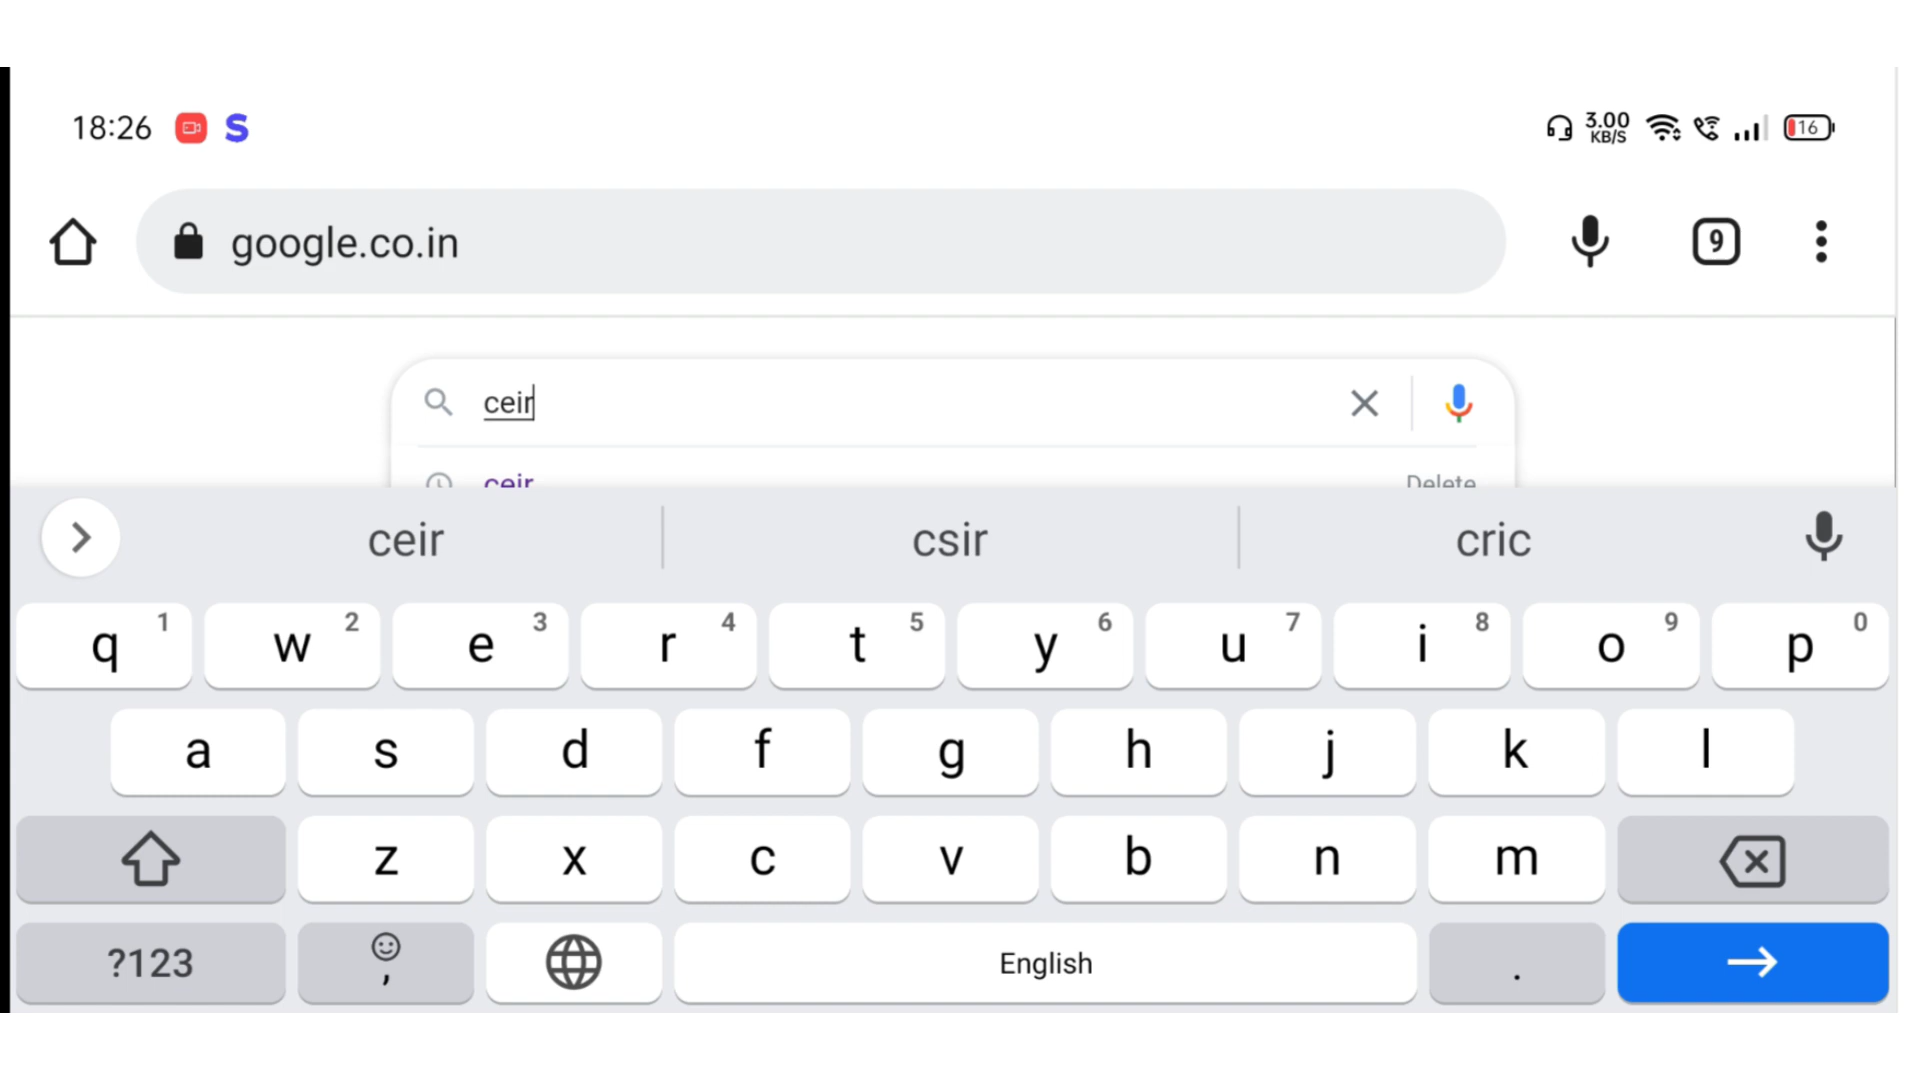 18:26 S 3.00 KB/S 16
google.co.in 9
ceir
ceir Delete
ceir csir cric
q 1 w 2 e 3 r 4 t 5 y 6 u 7 i 8 o 9 p 0
a s d f g h j k l
z x c v b n m
?123 , English .